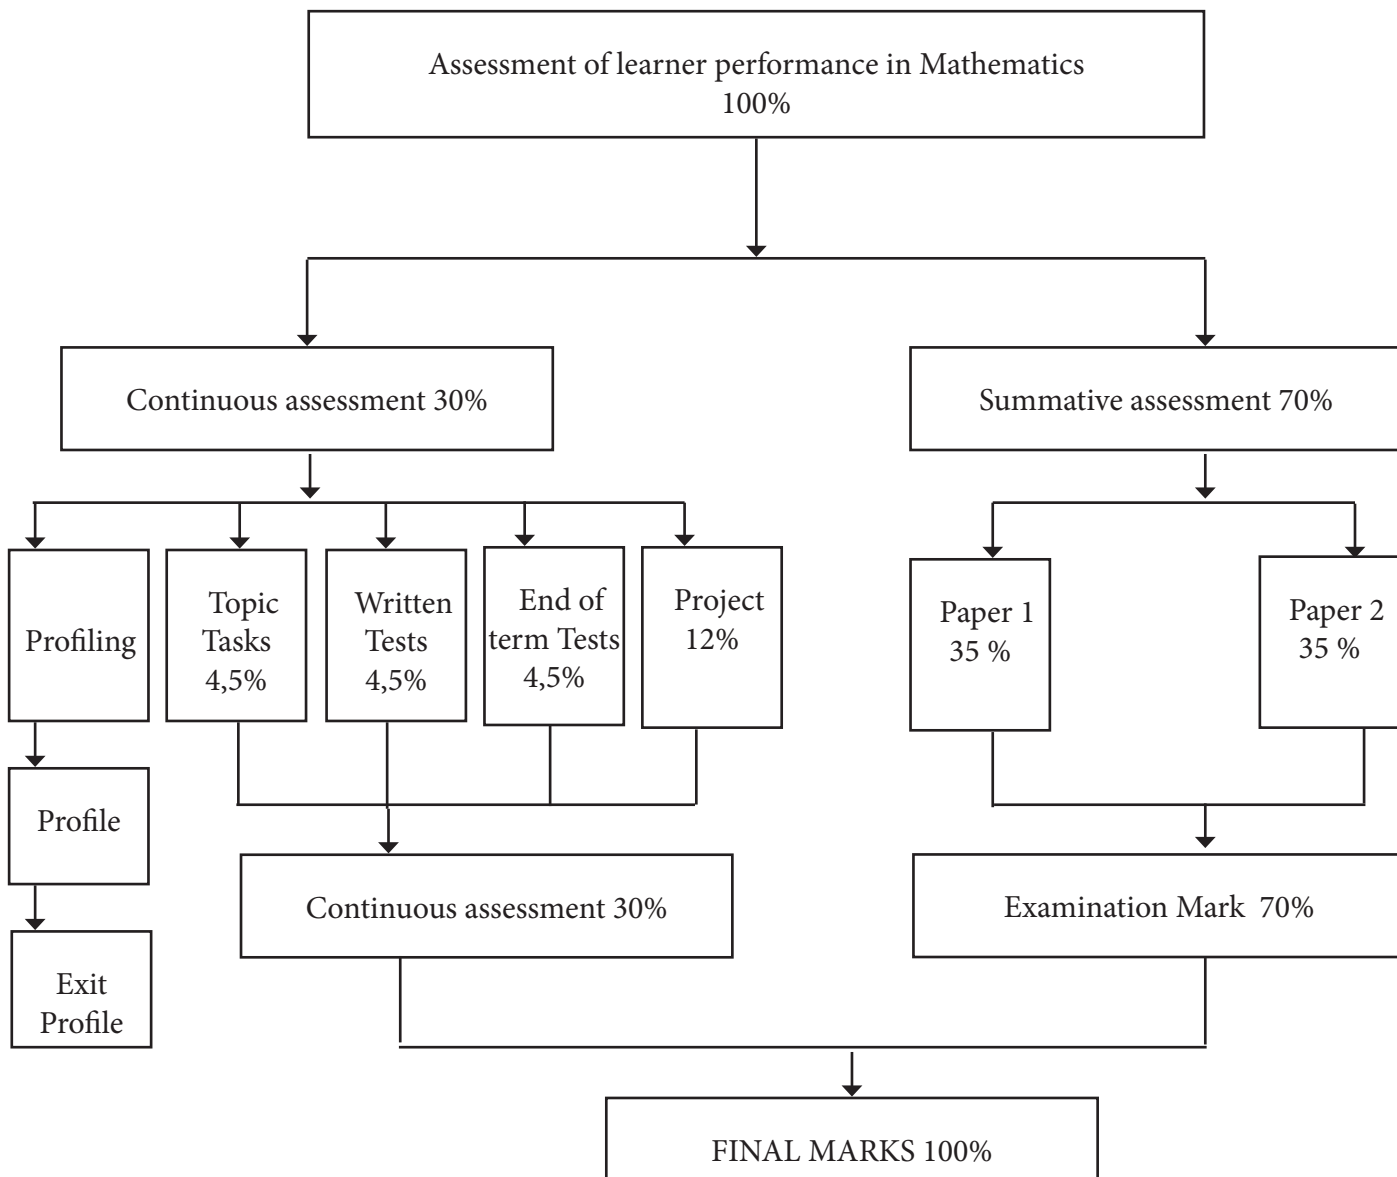 Assessment of learner performance in Mathematics
100%
Continuous assessment 30%
Summative assessment 70%
Profiling
Topic
Tasks
4,5%
Written
Tests
4,5%
End of
term Tests
4,5%
Project
12%
Paper 1
35 %
Paper 2
35 %
Profile
Exit
Profile
Continuous assessment 30%
Examination Mark 70%
FINAL MARKS 100%